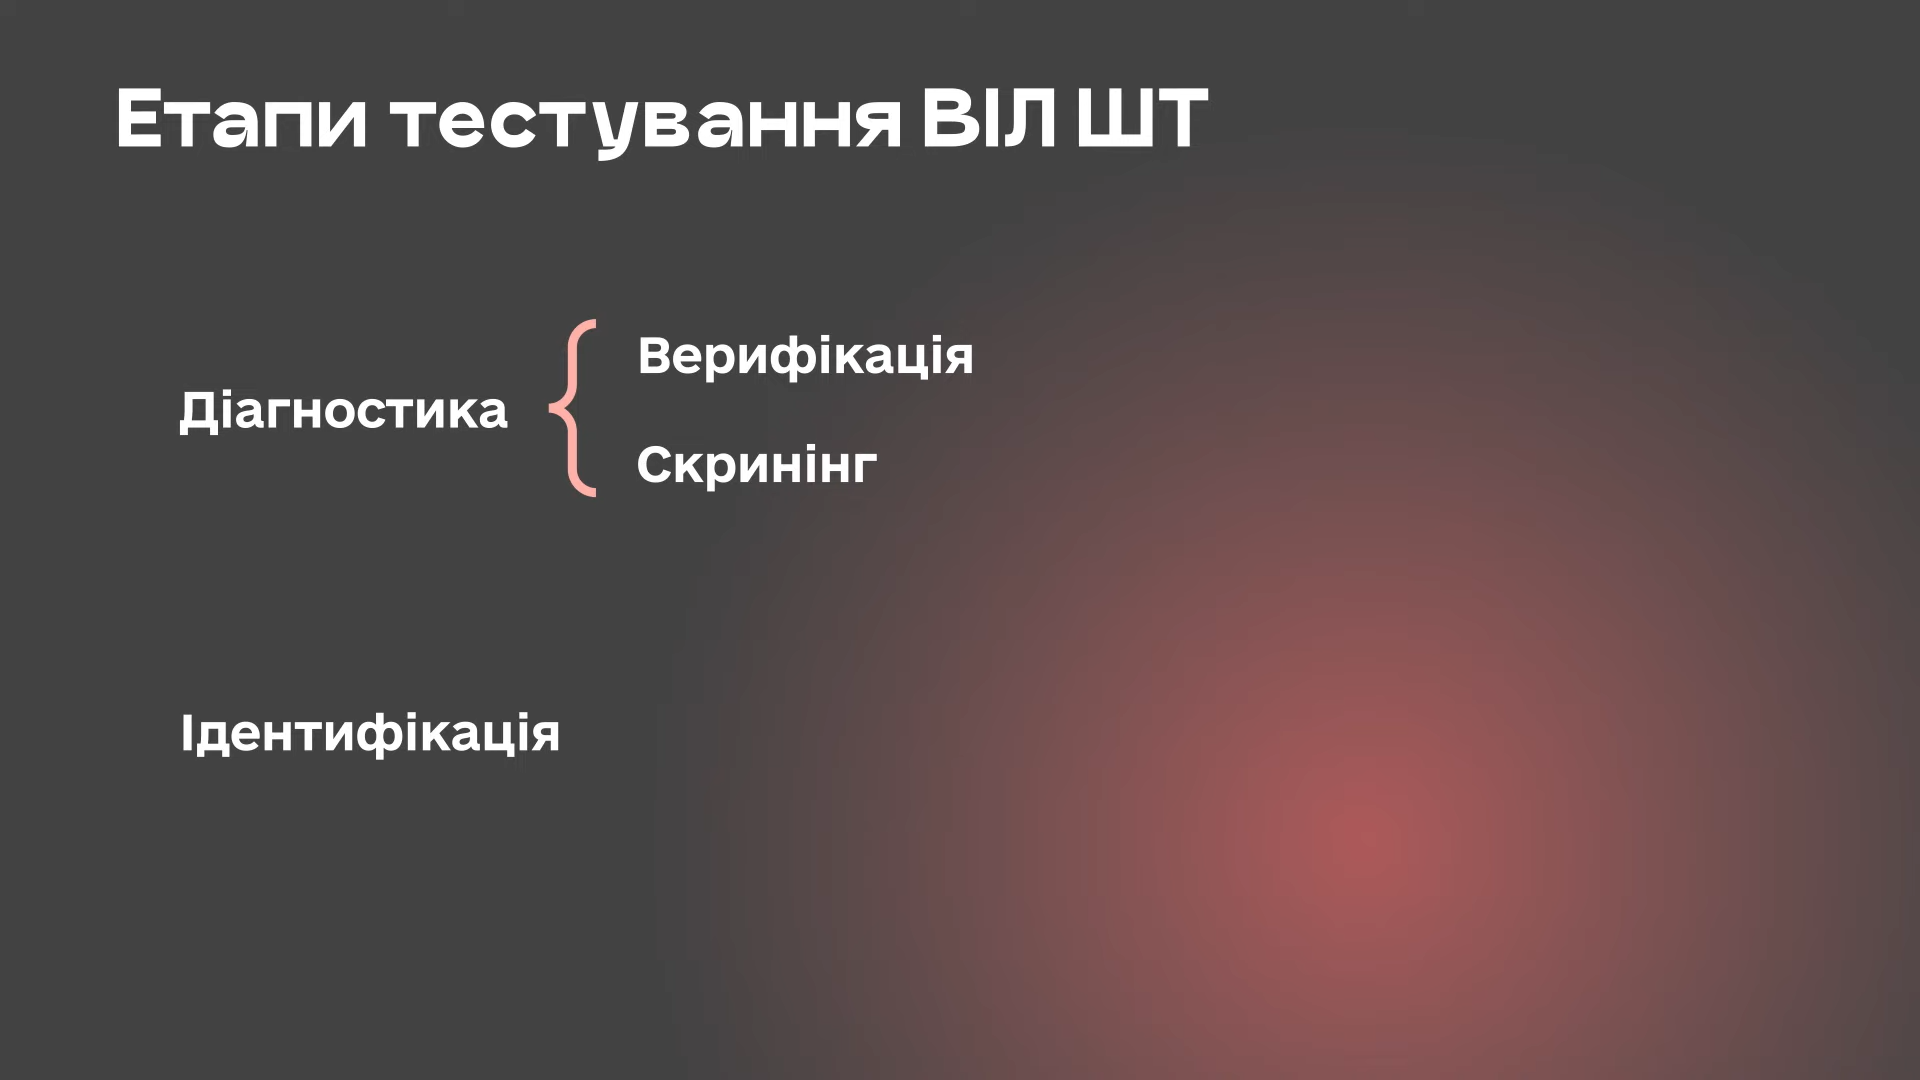 Етапи тестування ВІЛ ШТ
Діагностика
Верифікація
Скринінг
Ідентифікація